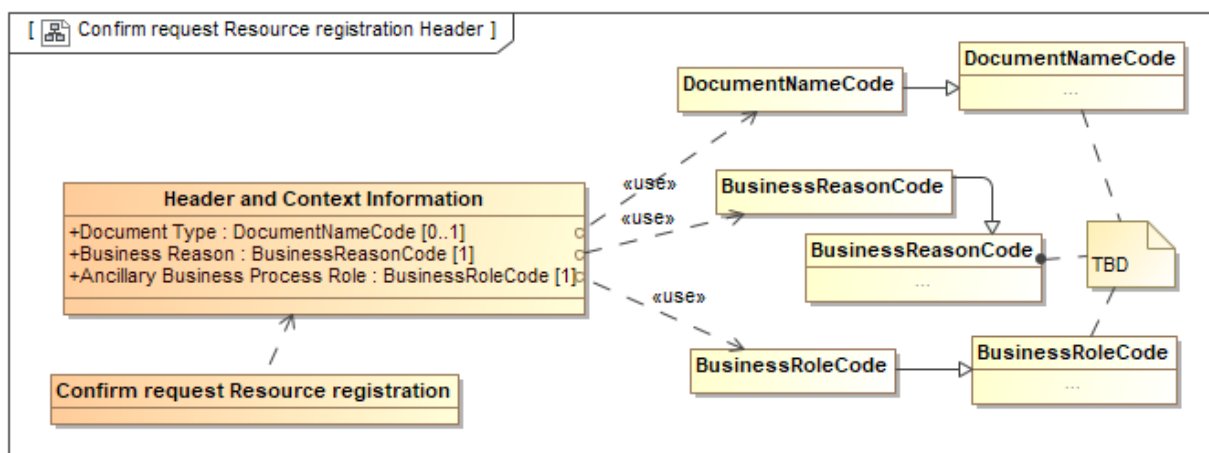 [ Confirm request Resource registration Header ]
DocumentNameCode
DocumentNameCode
...
«use»
BusinessReasonCode
«use»
Header and Context Information
+Document Type : DocumentNameCode [0..1]
+Business Reason : BusinessReasonCode [1]
+Ancillary Business Process Role : BusinessRoleCode [1]
BusinessReasonCode
...
TBD
«use»
BusinessRoleCode
BusinessRoleCode
...
Confirm request Resource registration